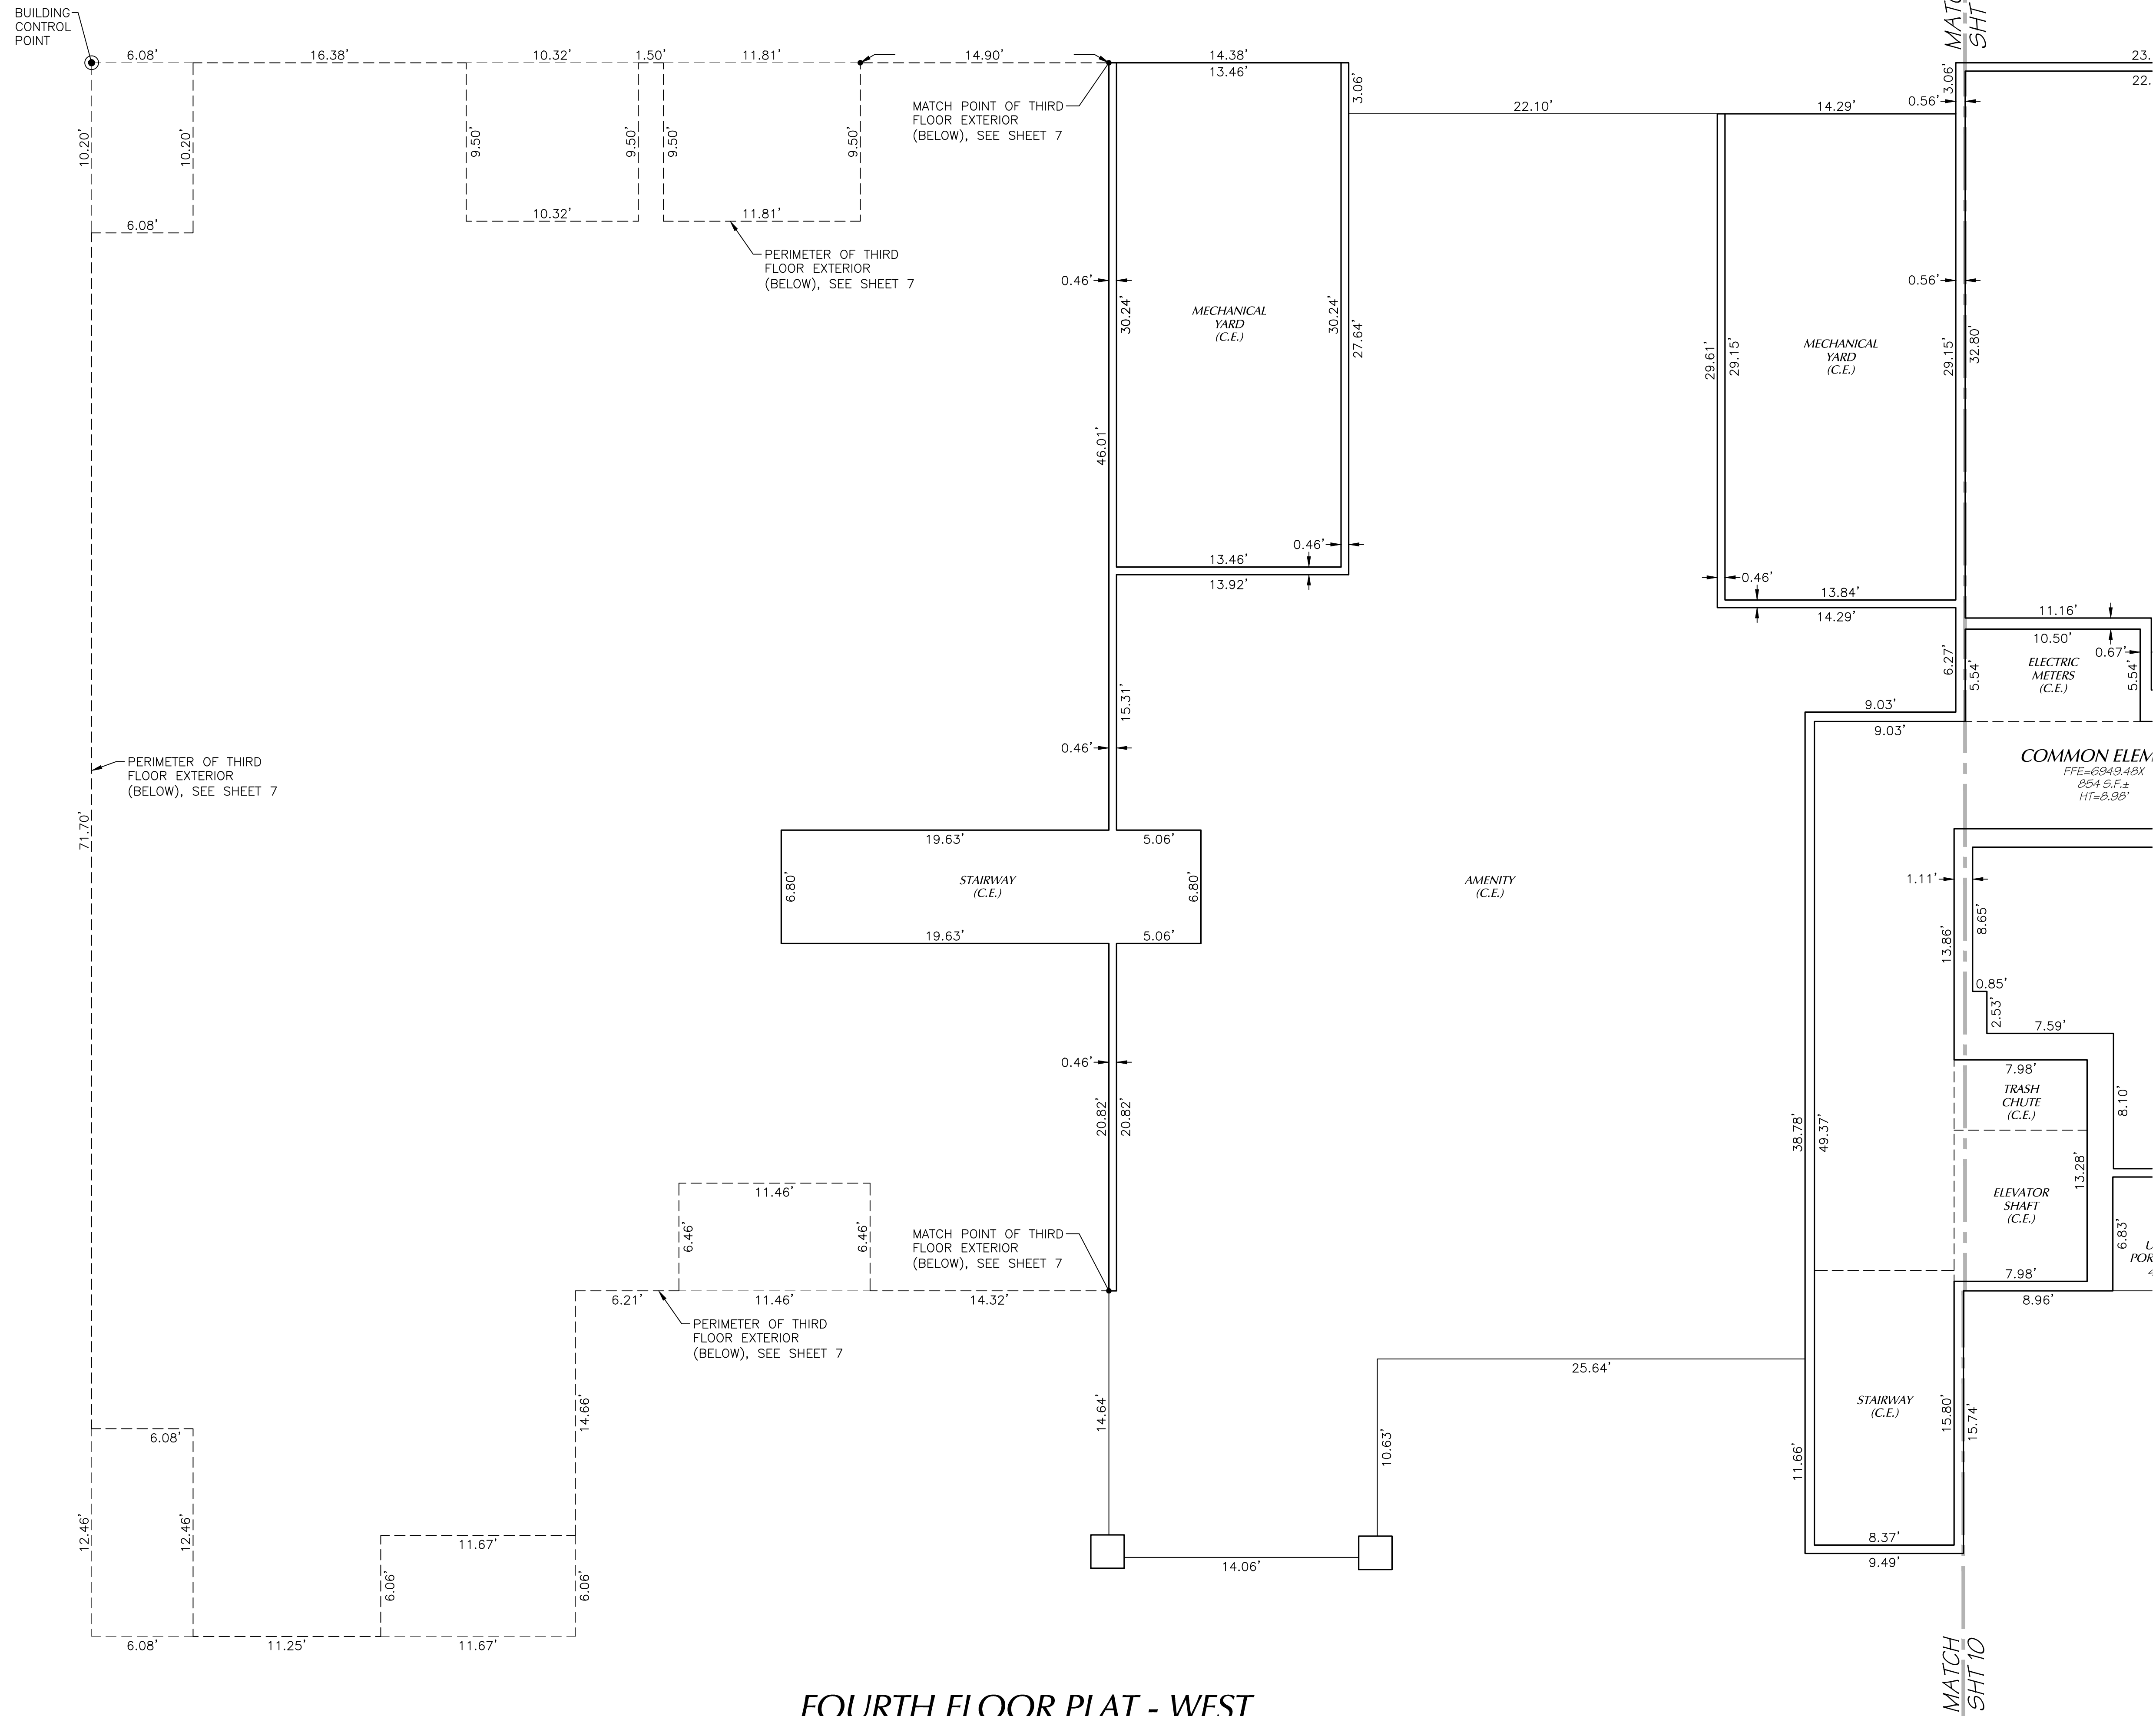 BUILDING
CONTROL
POINT
SHT
6.08'
16.38'
10.32'
1.50'
11.81'
14.90'
14.38'
13.46'
3.06'
22.10'
14.29'
3.06'
0.56'
MATCH POINT OF THIRD
FLOOR EXTERIOR
(BELOW), SEE SHEET 7
10.20'
10.20'
9.50'
9.50'
9.50'
9.50'
6.08'
10.32'
11.81'
PERIMETER OF THIRD
FLOOR EXTERIOR
(BELOW), SEE SHEET 7
0.46'
30.24'
MECHANICAL
YARD
(C.E.)
30.24'
27.64'
0.56'
29.61'
29.15'
MECHANICAL
YARD
(C.E.)
29.15'
32.80'
46.01'
0.46'
13.46'
13.92'
0.46'
13.84'
14.29'
11.16'
10.50'
0.67'
ELECTRIC
METERS
(C.E.)
6.27'
5.54'
5.54'
15.31'
0.46'
9.03'
9.03'
COMMON
FFE=6949.48X
854 S.F.±
HT=8.98'
PERIMETER OF THIRD
FLOOR EXTERIOR
(BELOW), SEE SHEET 7
71.70'
19.63'
5.06'
6.80'
STAIRWAY
(C.E.)
6.80'
AMENITY
(C.E.)
19.63'
5.06'
1.11'
8.65'
13.86'
0.85'
2.53'
7.59'
0.46'
20.82'
20.82'
7.98'
TRASH
CHUTE
(C.E.)
8.10'
38.78'
49.37'
13.28'
ELEVATOR
SHAFT
(C.E.)
6.83'
11.46'
6.46'
6.46'
MATCH POINT OF THIRD
FLOOR EXTERIOR
(BELOW), SEE SHEET 7
7.98'
8.96'
6.21'
11.46'
14.32'
PERIMETER OF THIRD
FLOOR EXTERIOR
(BELOW), SEE SHEET 7
25.64'
14.66'
14.64'
10.63'
STAIRWAY
(C.E.)
15.80'
15.74'
11.66'
6.08'
12.46'
12.46'
11.67'
6.06'
6.06'
14.06'
8.37'
9.49'
6.08'
11.25'
11.67'
MATCH
SHT 10
FOURTH FLOOR PLAT - WEST